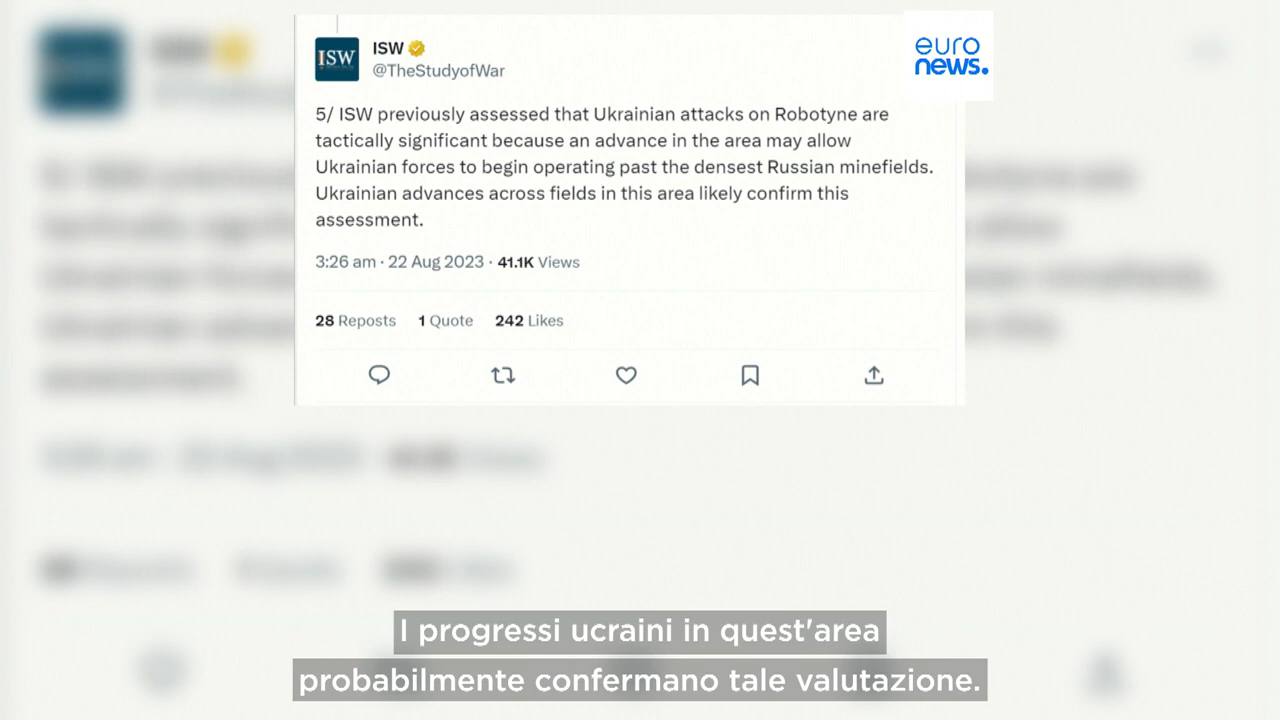 euro
news.
ISW
ISW
@TheStudyofWar
5/ ISW previously assessed that Ukrainian attacks on Robotyne are
tactically significant because an advance in the area may allow
Ukrainian forces to begin operating past the densest Russian minefields.
Ukrainian advances across fields in this area likely confirm this
assessment.
3:26 am · 22 Aug 2023 · 41.1K Views
28 Reposts 1 Quote 242 Likes
I progressi ucraini in quest'area
probabilmente confermano tale valutazione.